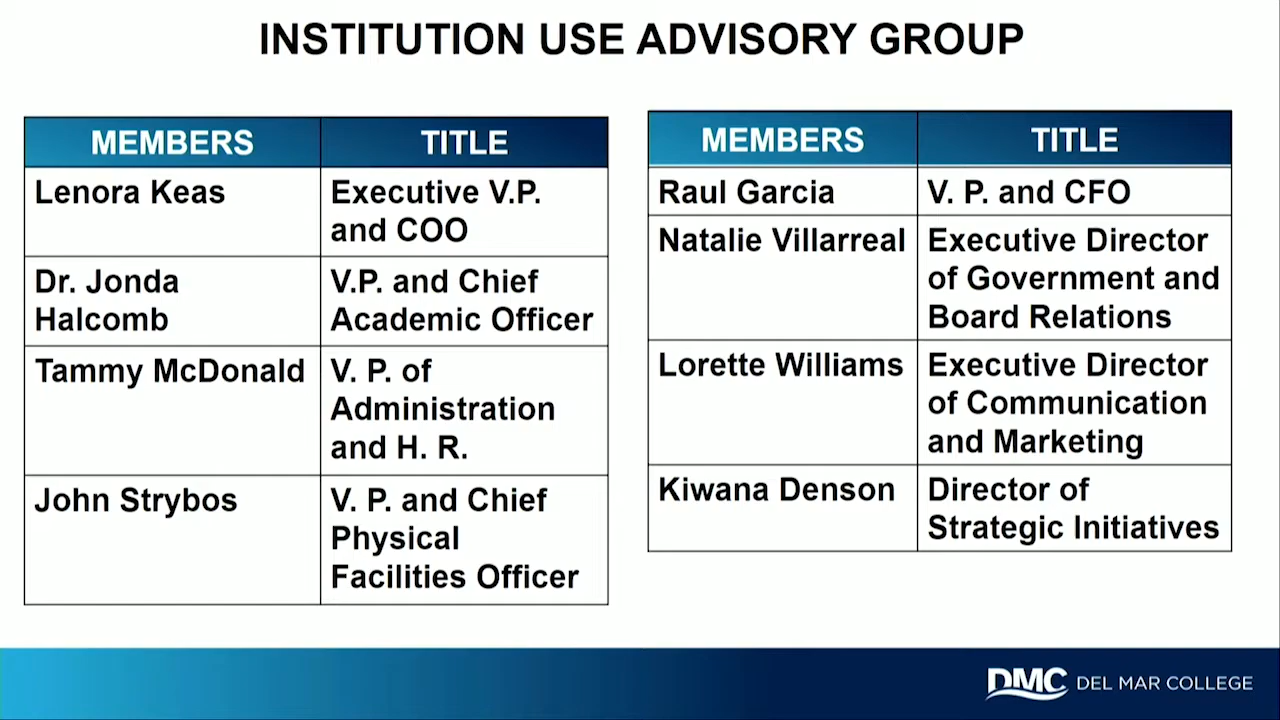 INSTITUTION USE ADVISORY GROUP
MEMBERS TITLE
Lenora Keas Executive V.P.
and COO
Dr. Jonda V.P. and Chief
Halcomb Academic Officer
Tammy McDonald V. P. of
Administration
and H. R.
John Strybos V. P. and Chief
Physical
Facilities Officer
MEMBERS TITLE
Raul Garcia V. P. and CFO
Natalie Villarreal Executive Director
of Government and
Board Relations
Lorette Williams Executive Director
of Communication
and Marketing
Kiwana Denson Director of
Strategic Initiatives
DMC DEL MAR COLLEGE